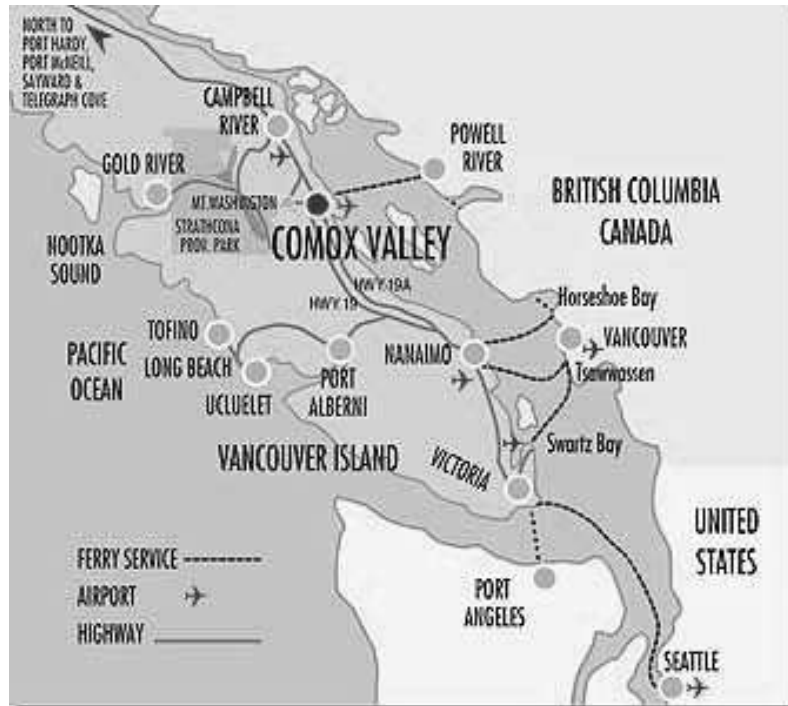 NORTH TO
PORT HARDY,
PORT McNEILL,
SAYWARD &
TELEGRAPH COVE
CAMPBELL
RIVER
POWELL
RIVER
GOLD RIVER
BRITISH COLUMBIA
CANADA
MT. WASHINGTON
STRATHCONA
PROV. PARK
COMOX VALLEY
NOOTKA
SOUND
HWY 19A
HWY 19
Horseshoe Bay
TOFINO
LONG BEACH
PACIFIC
OCEAN
UCLUELET
PORT
ALBERNI
NANAIMO
VANCOUVER
Tsawwassen
VANCOUVER ISLAND
VICTORIA
Swartz Bay
UNITED
STATES
FERRY SERVICE
AIRPORT
HIGHWAY
PORT
ANGELES
SEATTLE